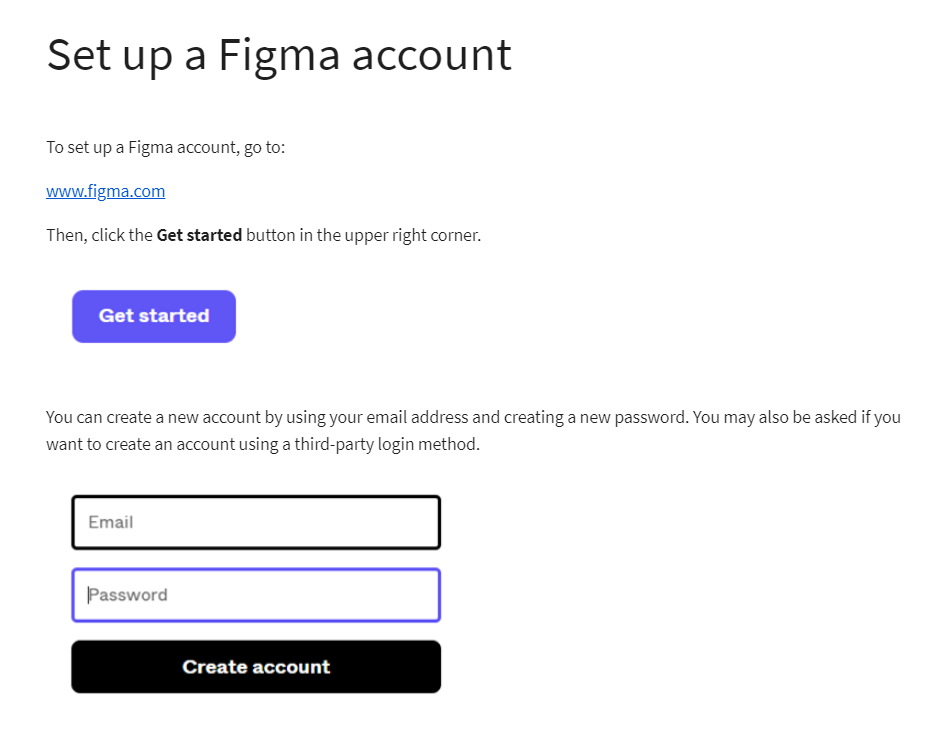 Set up a Figma account
To set up a Figma account, go to:
www.figma.com
Then, click the Get started button in the upper right corner.
Get started
You can create a new account by using your email address and creating a new password. You may also be asked if you
want to create an account using a third-party login method.
Email
Password
Create account